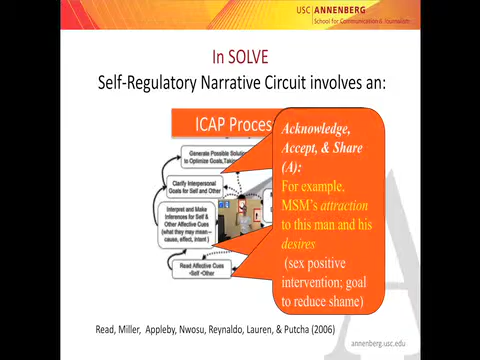 USC ANNENBERG
School for Communication & Journalism
In SOLVE
Self-Regulatory Narrative Circuit involves an:
ICAP Proces
Acknowledge,
Accept, & Share
(A):
For example,
MSM's attraction
to this man and his
desires
(sex positive
intervention; goal
to reduce shame)
Generate Possible Solution
to Optimize Goals, Taking
Clarify Interpersonal
Goals for Self and Other
Interpret and Make
Inferences for Self &
Other Affective Cues
(what they may mean—
cause, effect, intent)
Read Affective Cues
-Self -Other
Read, Miller, Appleby, Nwosu, Reynaldo, Lauren, & Putcha (2006)
annenberg.usc.edu